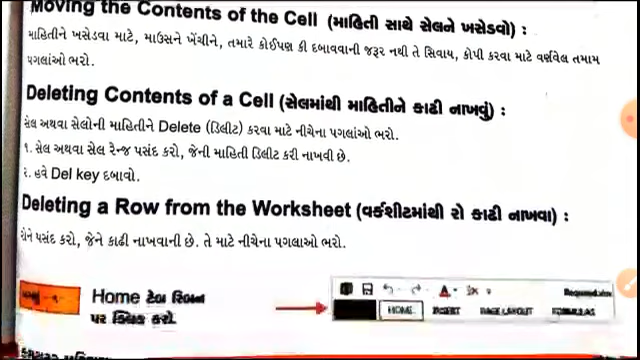 Moving the Contents of the Cell (માહિતી સાથે સેલને ખસેડવો) :
માહિતીને ખસેડવા માટે, માઉસને ખેંચીને, તમારે કોઈપણ કી દબાવવાની જરૂર નથી તે સિવાય, કોપી કરવા માટે વર્ણવેલ તમામ
પગલાંઓ ભરો.
Deleting Contents of a Cell (સેલમાંથી માહિતીને કાઢી નાખવું) :
સેલ અથવા સેલોની માહિતીને Delete (ડિલીટ) કરવા માટે નીચેના પગલાંઓ ભરો.
૧. સેલ અથવા સેલ રેન્જ પસંદ કરો, જેની માહિતી ડિલીટ કરી નાખવી છે.
૨. હવે Del key દબાવો.
Deleting a Row from the Worksheet (વર્કશીટમાંથી રો કાઢી નાખવા) :
રોને પસંદ કરો, જેને કાઢી નાખવાની છે. તે માટે નીચેના પગલાઓ ભરો.
Home ટેબ રિબન
પર ક્લિક કરો.
HOME INSERT PAGE LAYOUT FORMULAS